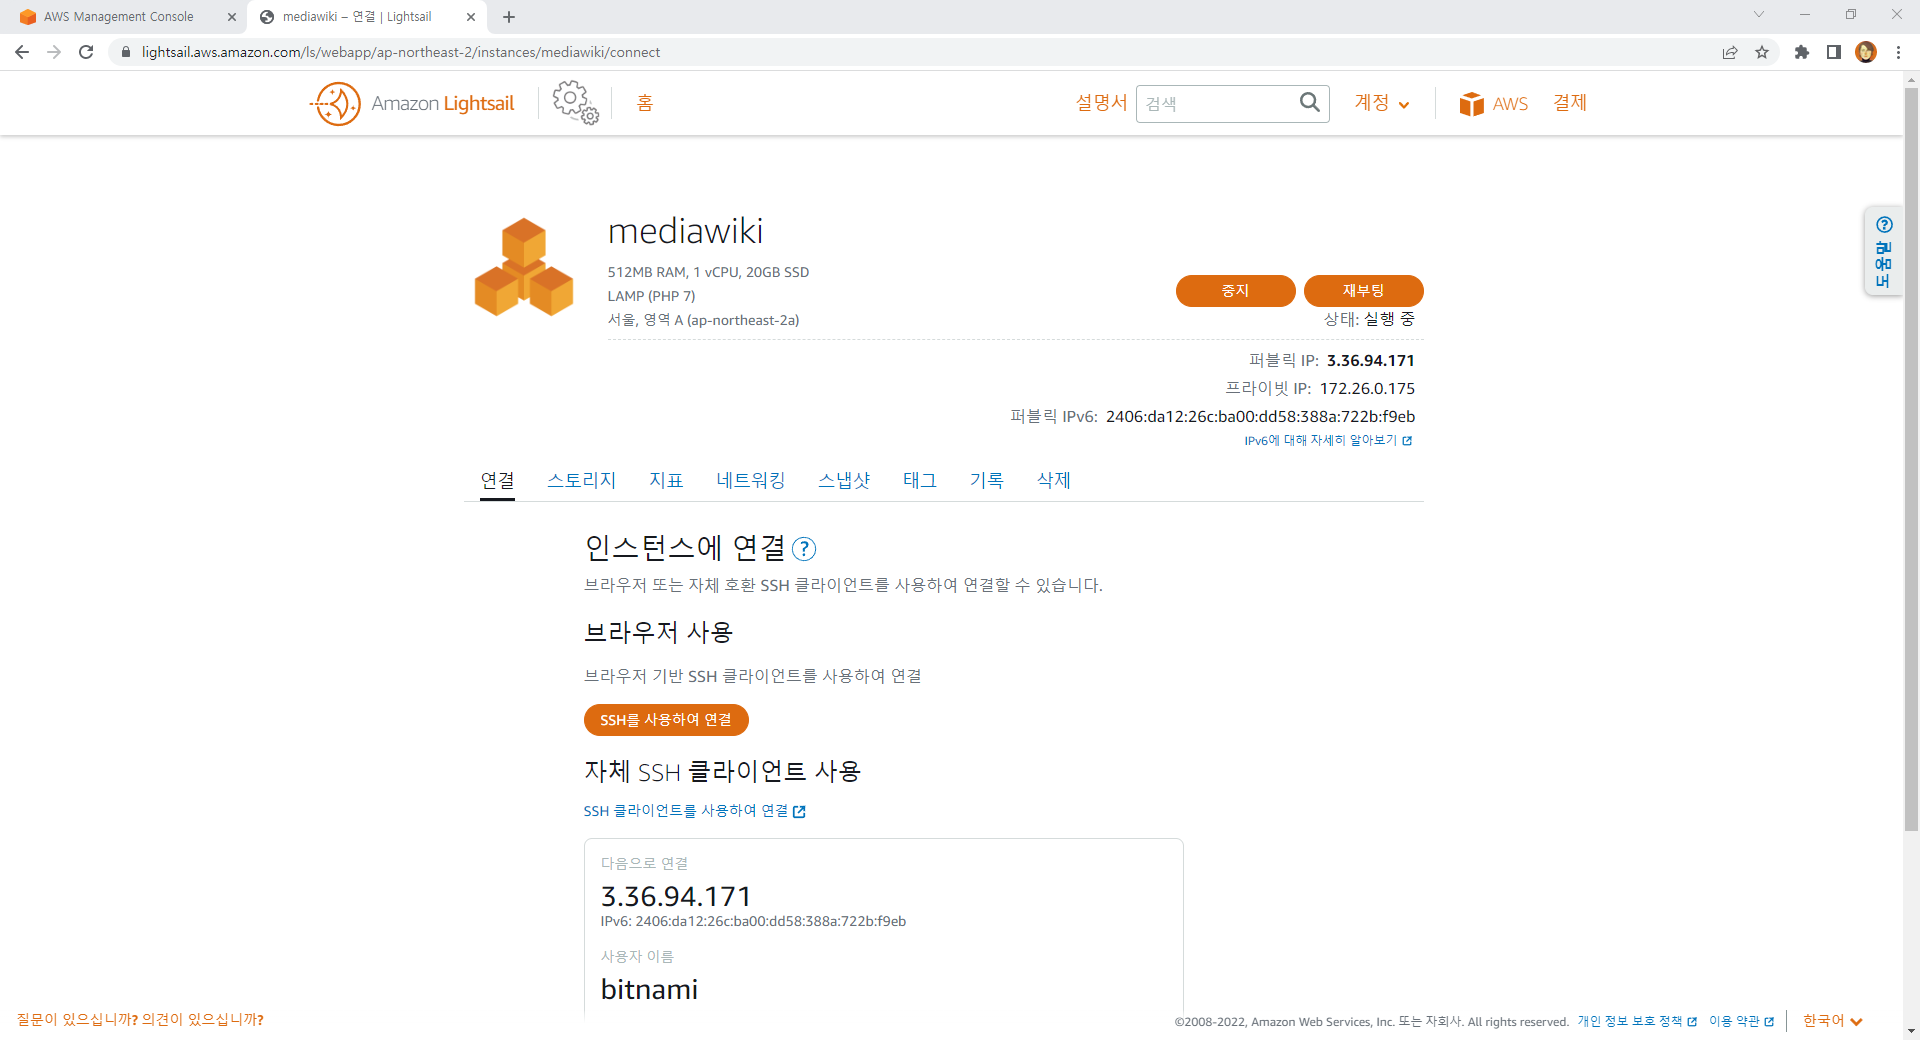 AWS Management Console
mediawiki – 연결 | Lightsail
lightsail.aws.amazon.com/ls/webapp/ap-northeast-2/instances/mediawiki/connect
Amazon Lightsail
홈
설명서
검색
계정
AWS
결제
도움말
mediawiki
512MB RAM, 1 vCPU, 20GB SSD
LAMP (PHP 7)
서울, 영역 A (ap-northeast-2a)
중지
재부팅
상태: 실행 중
퍼블릭 IP: 3.36.94.171
프라이빗 IP: 172.26.0.175
퍼블릭 IPv6: 2406:da12:26c:ba00:dd58:388a:722b:f9eb
IPv6에 대해 자세히 알아보기
연결 스토리지 지표 네트워킹 스냅샷 태그 기록 삭제
인스턴스에 연결 ?
브라우저 또는 자체 호환 SSH 클라이언트를 사용하여 연결할 수 있습니다.
브라우저 사용
브라우저 기반 SSH 클라이언트를 사용하여 연결
SSH를 사용하여 연결
자체 SSH 클라이언트 사용
SSH 클라이언트를 사용하여 연결
다음으로 연결
3.36.94.171
IPv6: 2406:da12:26c:ba00:dd58:388a:722b:f9eb
사용자 이름
bitnami
질문이 있으십니까? 의견이 있으십니까?
©2008-2022, Amazon Web Services, Inc. 또는 자회사. All rights reserved. 개인 정보 보호 정책 이용 약관
한국어